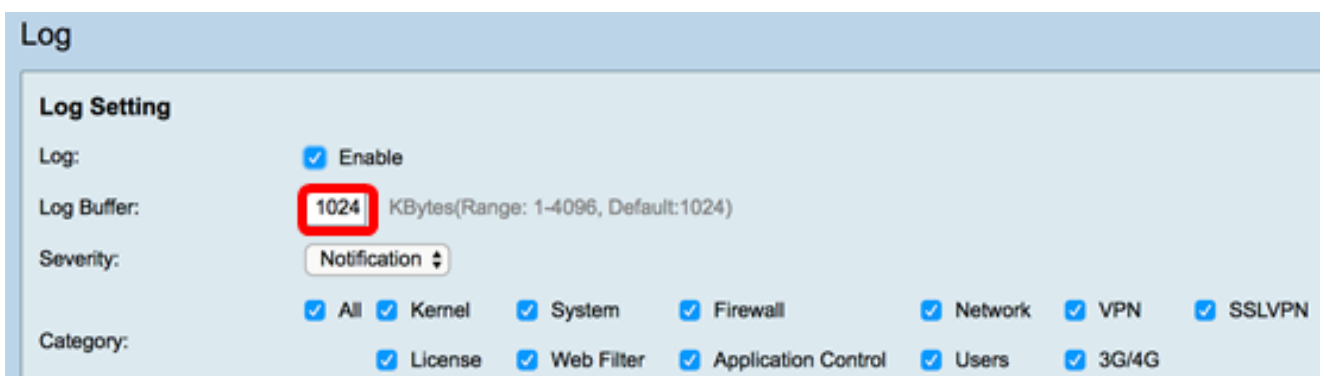 Log
Log Setting
Log: Enable
Log Buffer: 1024 KBytes(Range: 1-4096, Default:1024)
Severity: Notification
All Kernel System Firewall Network VPN SSLVPN
Category:
License Web Filter Application Control Users 3G/4G